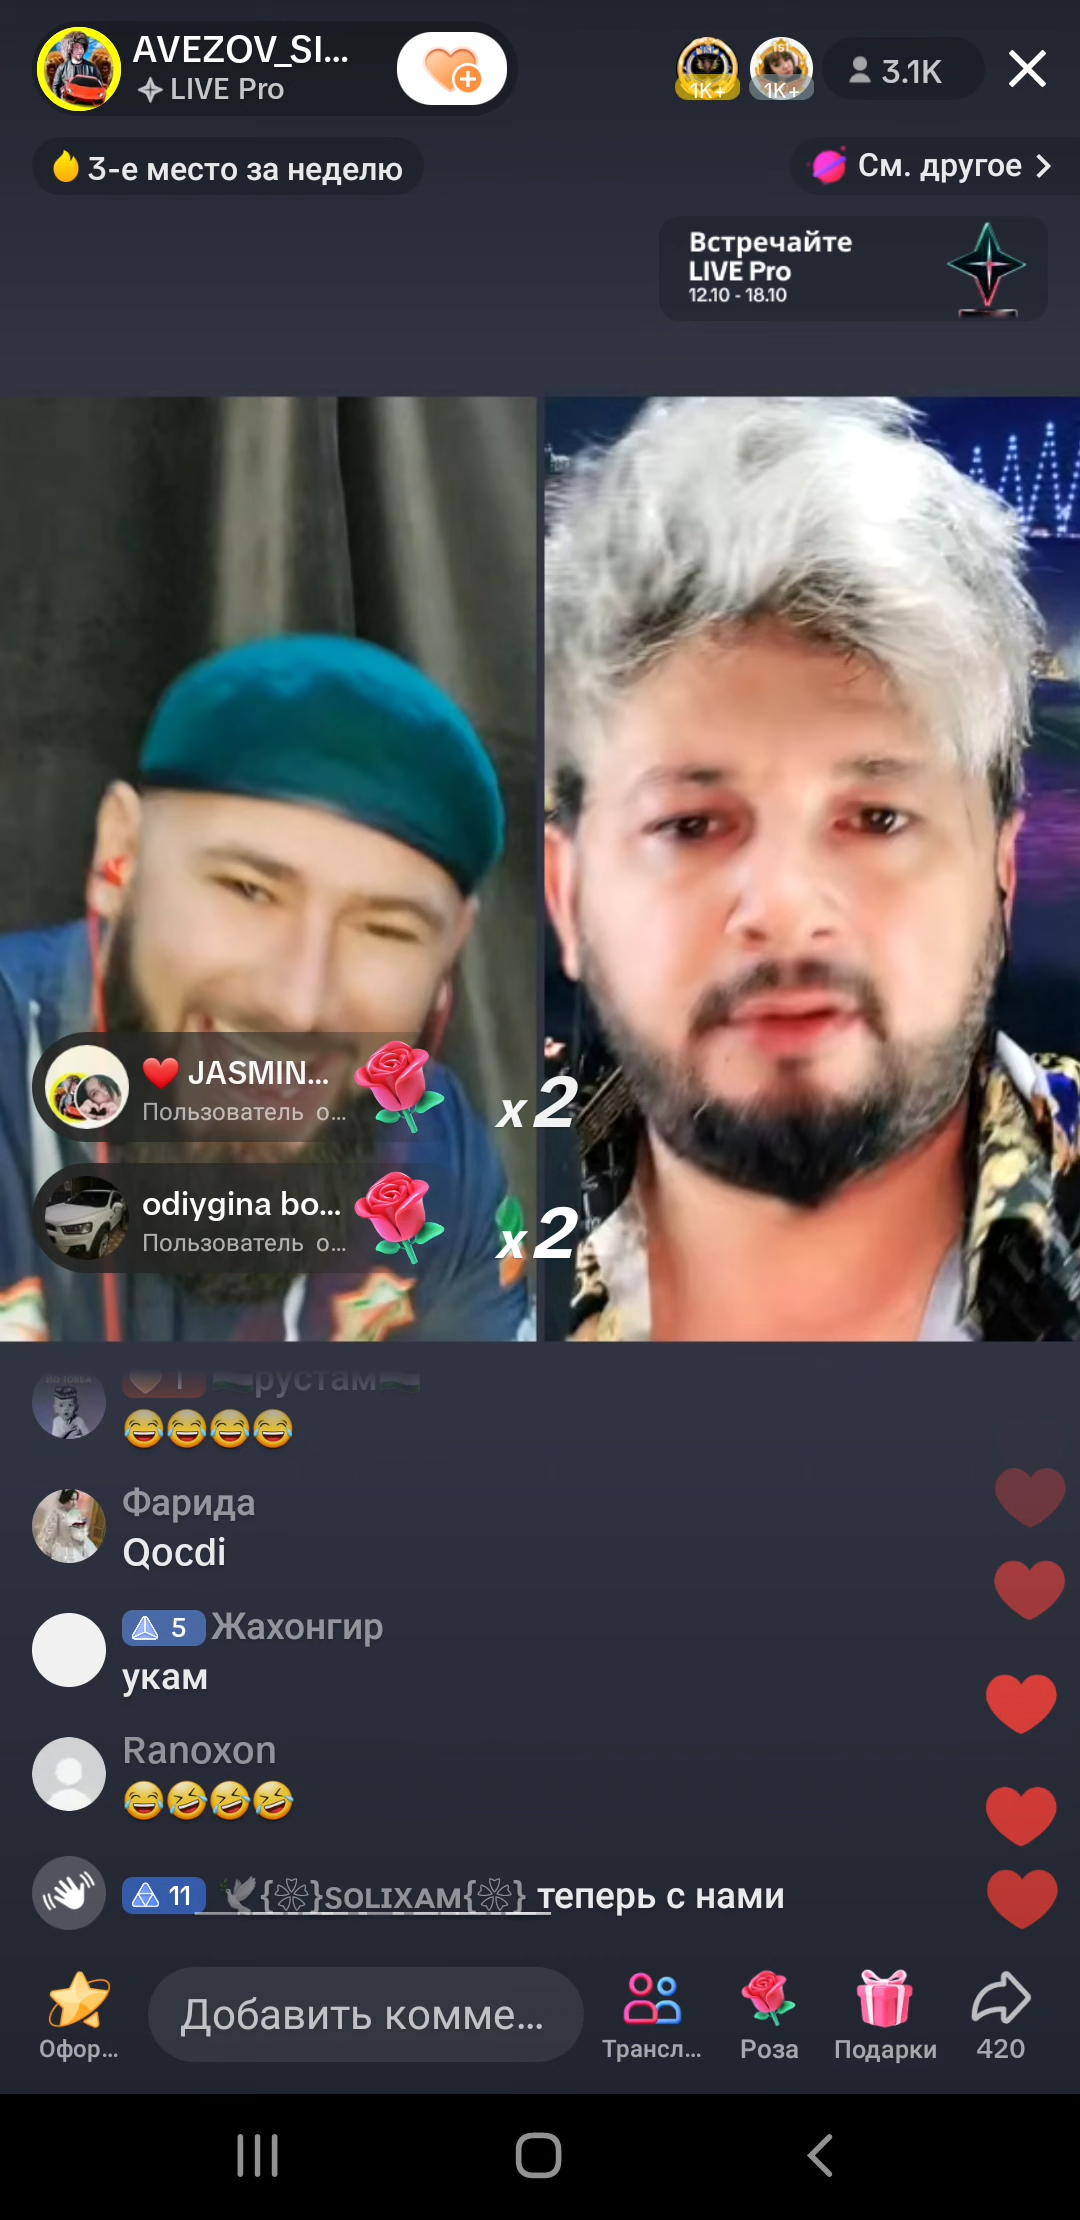 AVEZOV_SI...
LIVE Pro
1K+
1K+
3.1K
3-е место за неделю
См. другое
Встречайте
LIVE Pro
12.10 - 18.10
❤️ JASMIN...
Пользователь о...
x2
odiygina bo...
Пользователь о...
x2
1 рустам
😂😂😂😂
Фарида
Qocdi
5 Жахонгир
укам
Ranoxon
😂🤣🤣🤣
11 🕊{❀}SOLIXAM{❀} теперь с нами
Офор...
Добавить комме...
Трансл...
Роза
Подарки
420